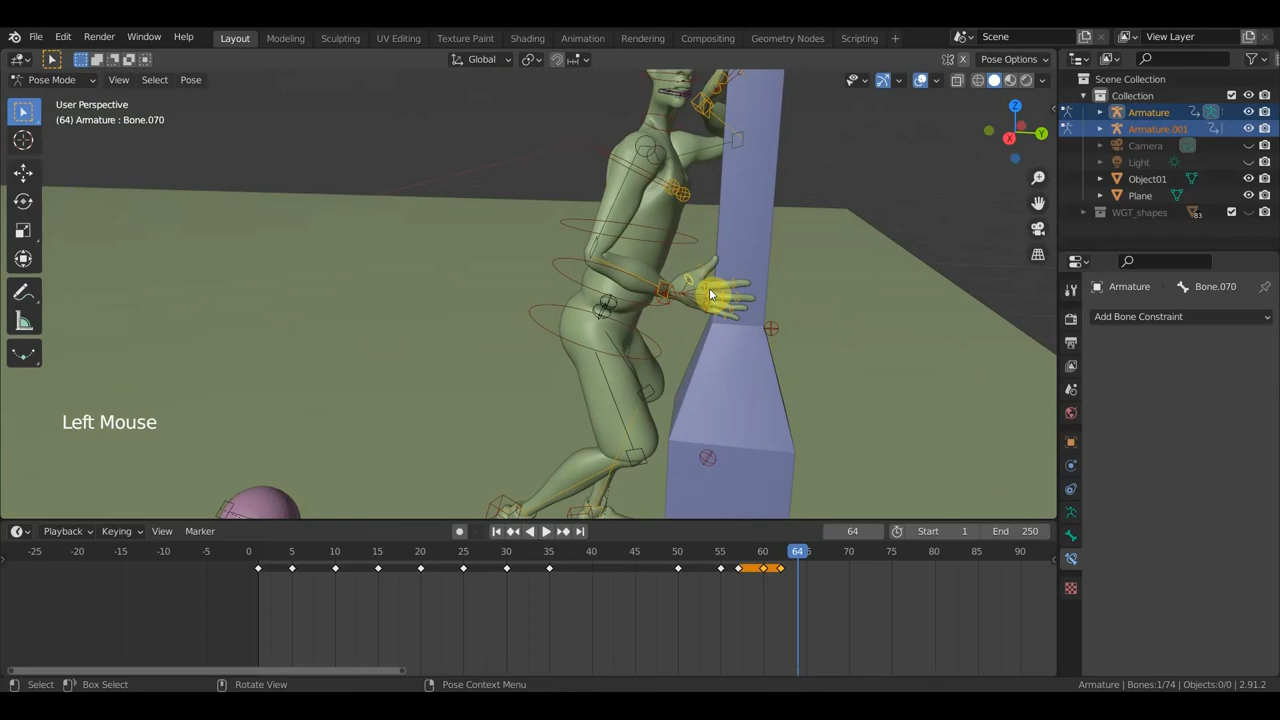 File Edit Render Window Help Layout Modeling Sculpting UV Editing Texture Paint Shading Animation Rendering Compositing Geometry Nodes Scripting + Scene View Layer
Global Pose Options
Pose Mode View Select Pose
User Perspective
(64) Armature : Bone.070
Z
Y
X
Scene Collection
Collection
Armature
Armature.001
Camera
Light
Object01
Plane
WGT_shapes 83
Armature Bone.070
Add Bone Constraint
Left Mouse
Playback Keying View Marker 64 Start 1 End 250
-25 -20 -15 -10 -5 0 5 10 15 20 25 30 35 40 45 50 55 60 64 70 75 80 85 90
Select Box Select Rotate View Pose Context Menu Armature | Bones:1/74 | Objects:0/0 | 2.91.2